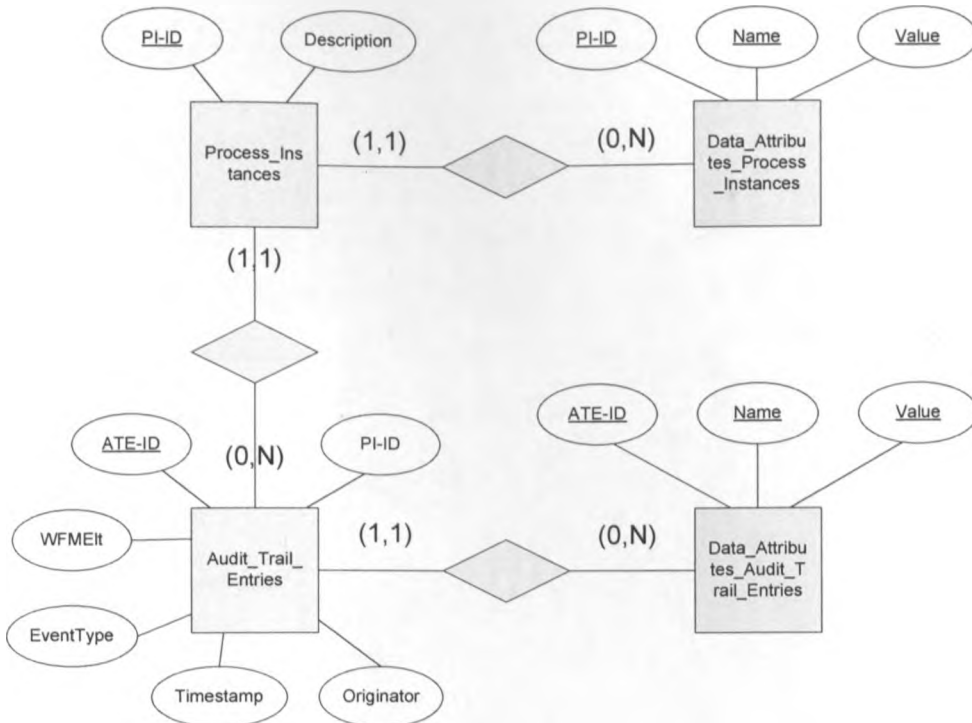 PI-ID
Description
PI-ID
Name
Value
Process_Ins
tances
(1,1)
(0,N)
Data_Attribu
tes_Process
_Instances
(1,1)
ATE-ID
(0,N)
PI-ID
ATE-ID
Name
Value
WFMElt
Audit_Trail_
Entries
(1,1)
(0,N)
Data_Attribu
tes_Audit_T
rail_Entries
EventType
Timestamp
Originator